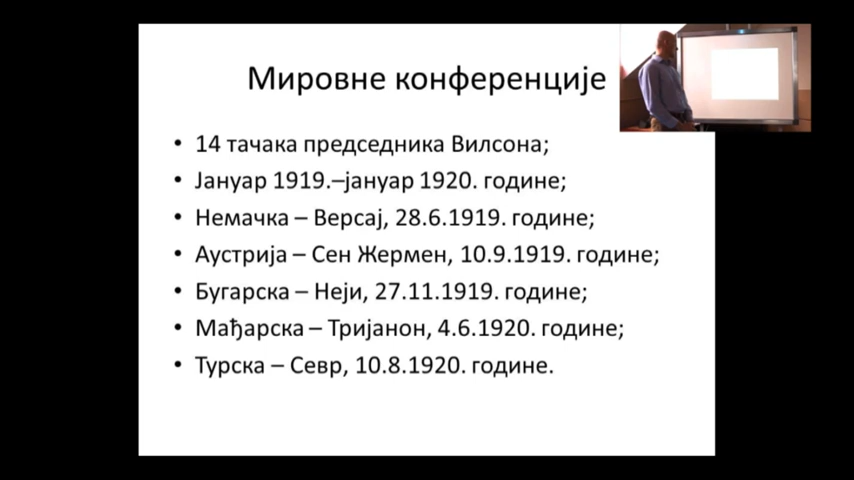 Мировне конференције
• 14 тачака председника Вилсона;
• Јануар 1919.–јануар 1920. године;
• Немачка – Версај, 28.6.1919. године;
• Аустрија – Сен Жермен, 10.9.1919. године;
• Бугарска – Неји, 27.11.1919. године;
• Мађарска – Тријанон, 4.6.1920. године;
• Турска – Севр, 10.8.1920. године.